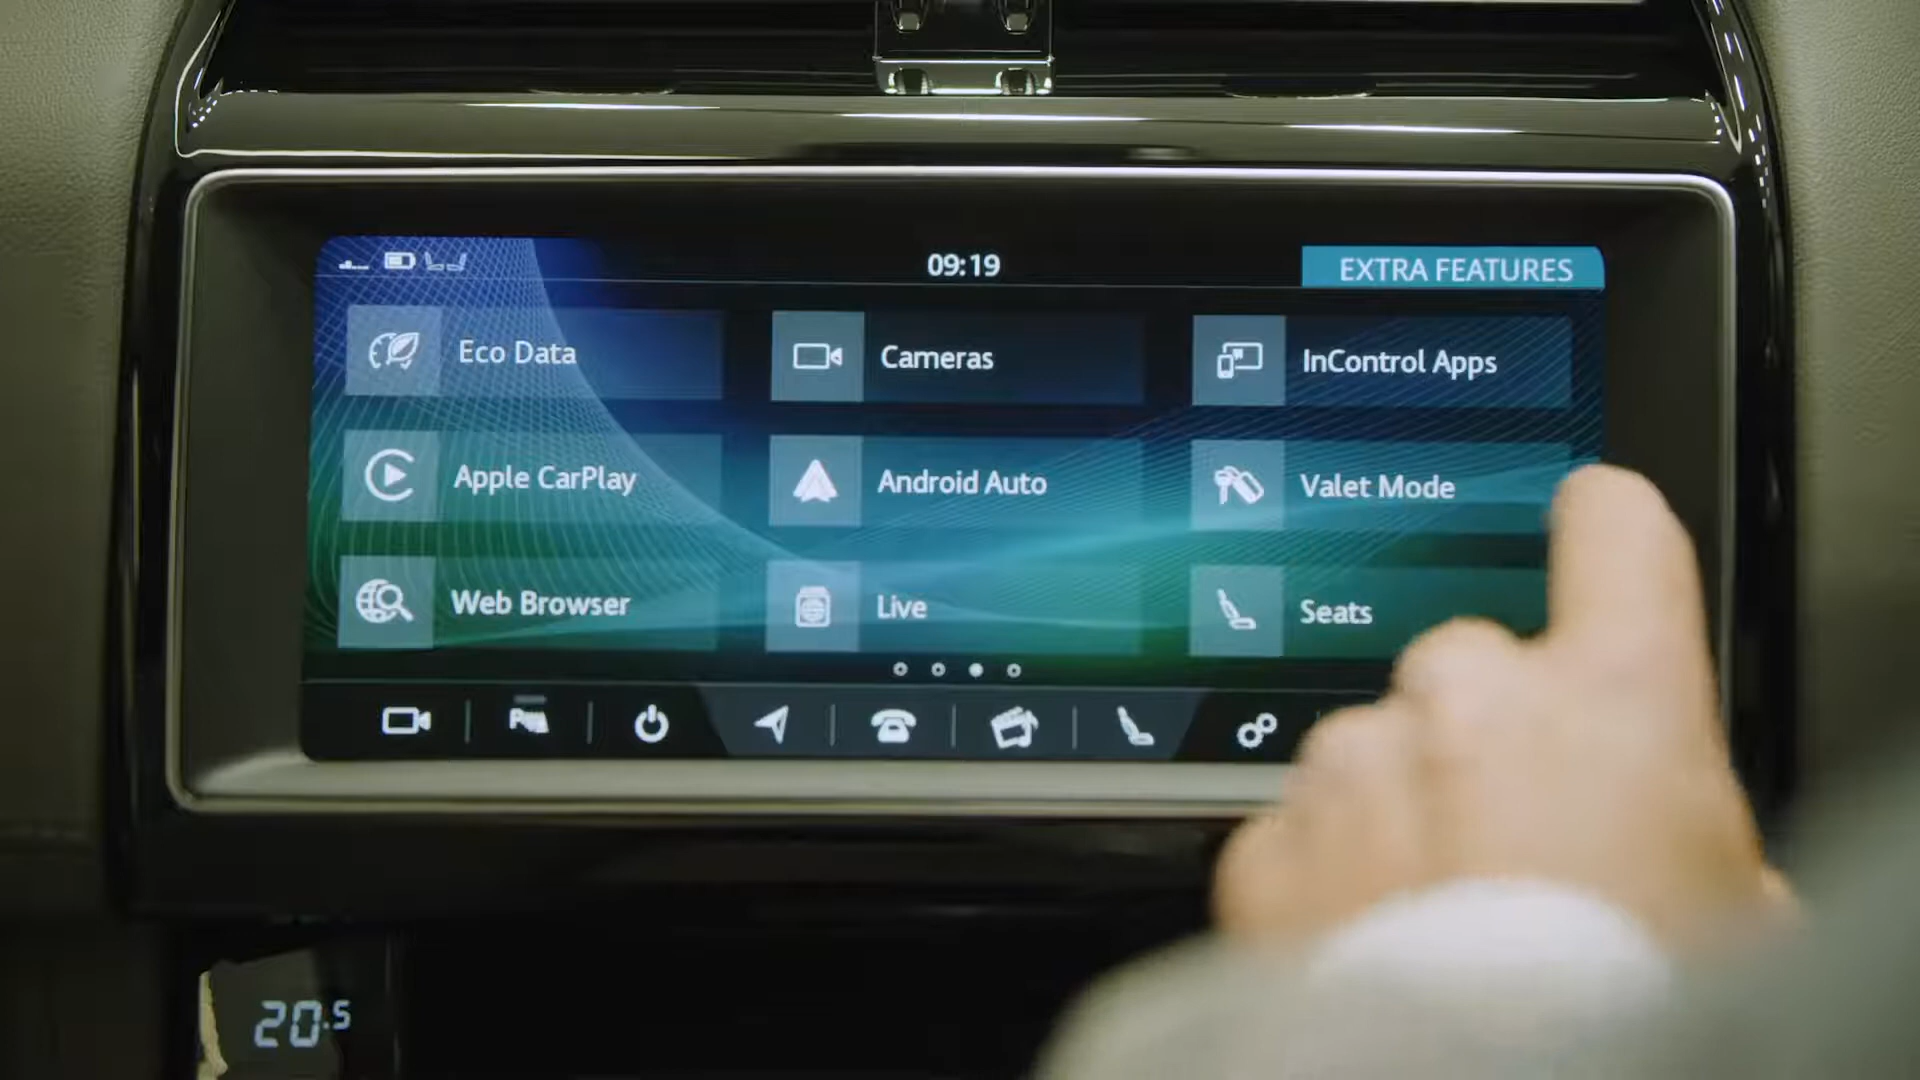 09:19
EXTRA FEATURES
Eco Data
Cameras
InControl Apps
Apple CarPlay
Android Auto
Valet Mode
Web Browser
Live
Seats
20.5